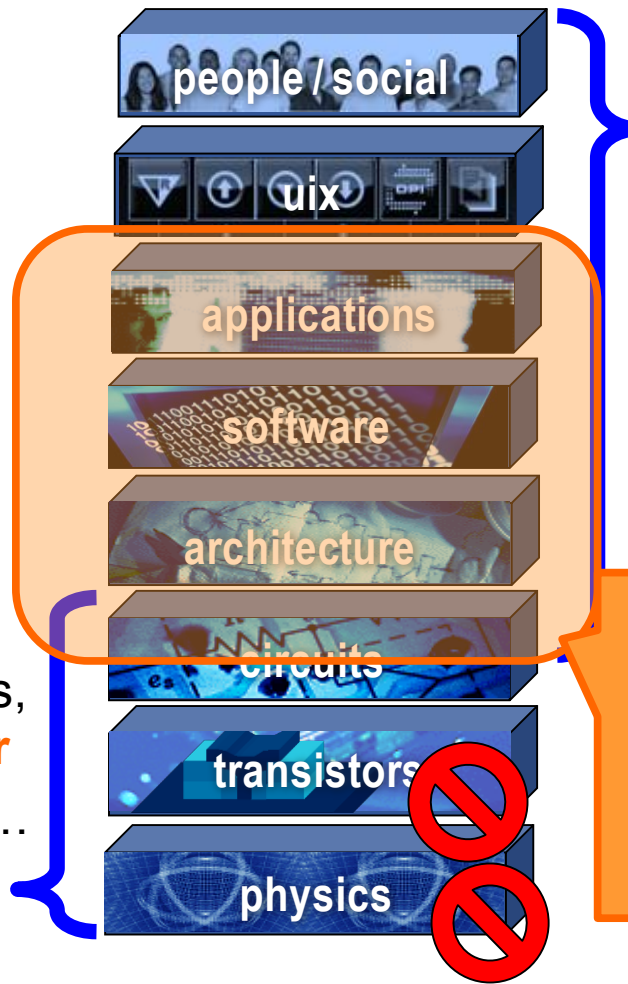 people / social
uix
applications
software
architecture
circuits
s,
r
transistors
...
physics